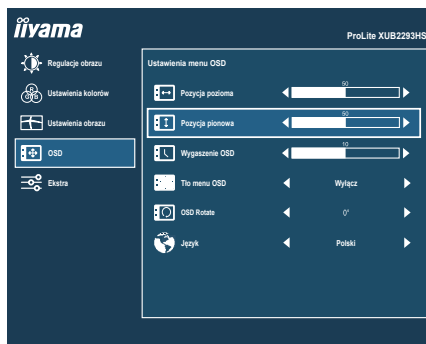 iiyama
ProLite XUB2293HS
Regulacje obrazu
Ustawienia kolorów
Ustawienia obrazu
OSD
Ekstra
Ustawienia menu OSD
Pozycja pozioma
50
Pozycja pionowa
50
Wygaszenie OSD
10
Tło menu OSD
Wyłącz
OSD Rotate
0°
Język
Polski